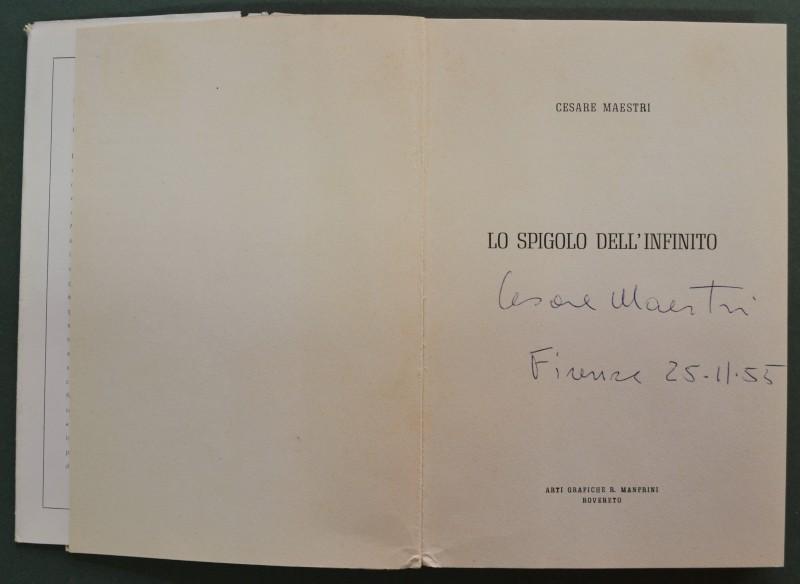 CESARE MAESTRI
LO SPIGOLO DELL'INFINITO
Cesare Maestri
Firenze 25.11.55
ARTI GRAFICHE R. MANFRINI
ROVERETO